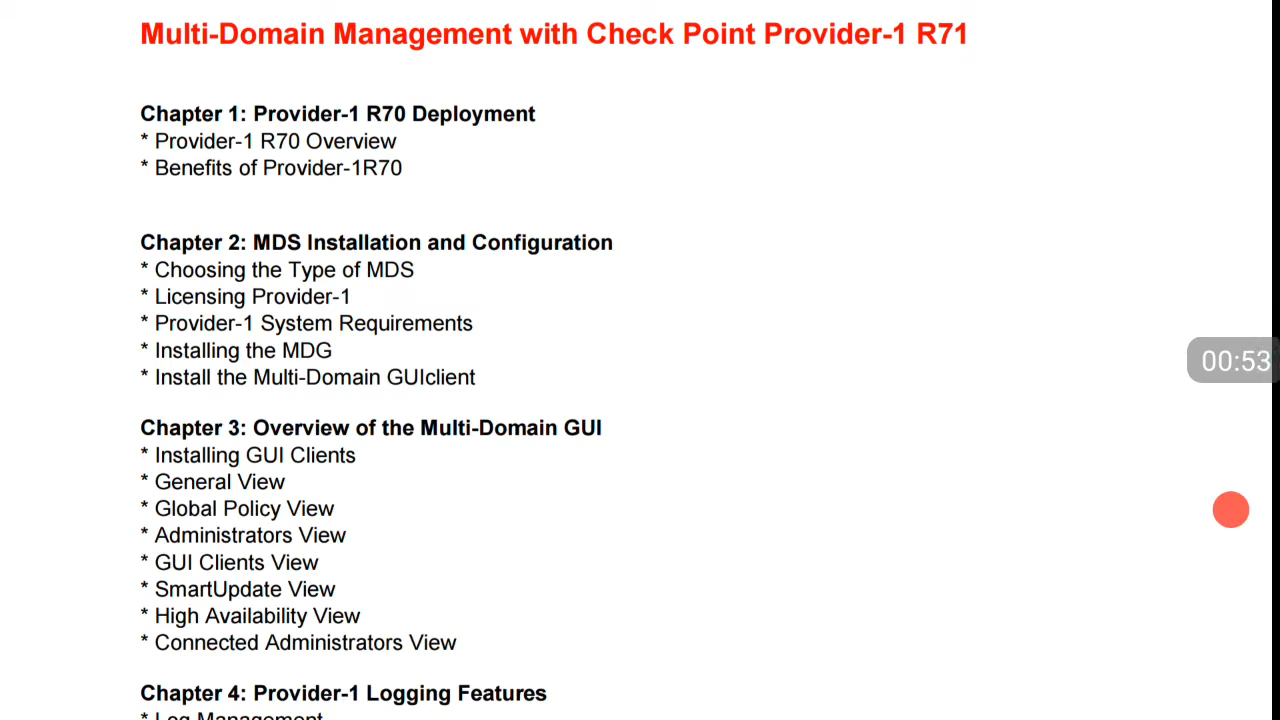 Multi-Domain Management with Check Point Provider-1 R71
Chapter 1: Provider-1 R70 Deployment
* Provider-1 R70 Overview
* Benefits of Provider-1R70
Chapter 2: MDS Installation and Configuration
* Choosing the Type of MDS
* Licensing Provider-1
* Provider-1 System Requirements
* Installing the MDG
* Install the Multi-Domain GUIclient
00:53
Chapter 3: Overview of the Multi-Domain GUI
* Installing GUI Clients
* General View
* Global Policy View
* Administrators View
* GUI Clients View
* SmartUpdate View
* High Availability View
* Connected Administrators View
Chapter 4: Provider-1 Logging Features
* Log Management